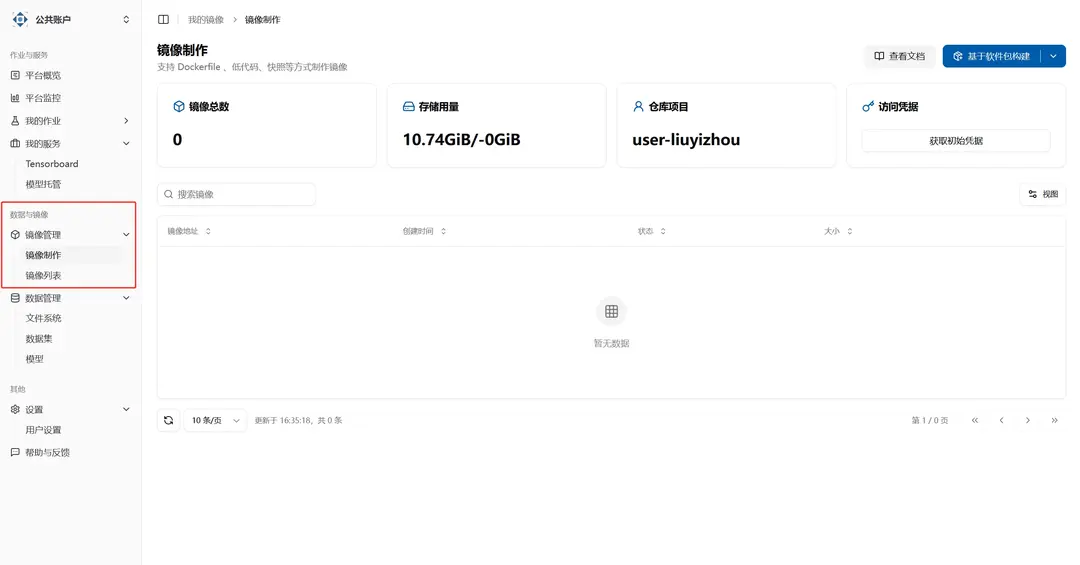 公共账户
作业与服务
平台概览
平台监控
我的作业
我的服务
Tensorboard
模型托管
数据与镜像
镜像管理
镜像制作
镜像列表
数据管理
文件系统
数据集
模型
其他
设置
用户设置
帮助与反馈
我的镜像 > 镜像制作
镜像制作
支持 Dockerfile 、低代码、快照等方式制作镜像
查看文档
基于软件包构建
镜像总数
0
存储用量
10.74GiB/-0GiB
仓库项目
user-liuyizhou
访问凭据
获取初始凭据
搜索镜像
视图
镜像地址 创建时间 状态 大小
暂无数据
10 条/页 更新于 16:35:18，共 0 条 第 1 / 0 页